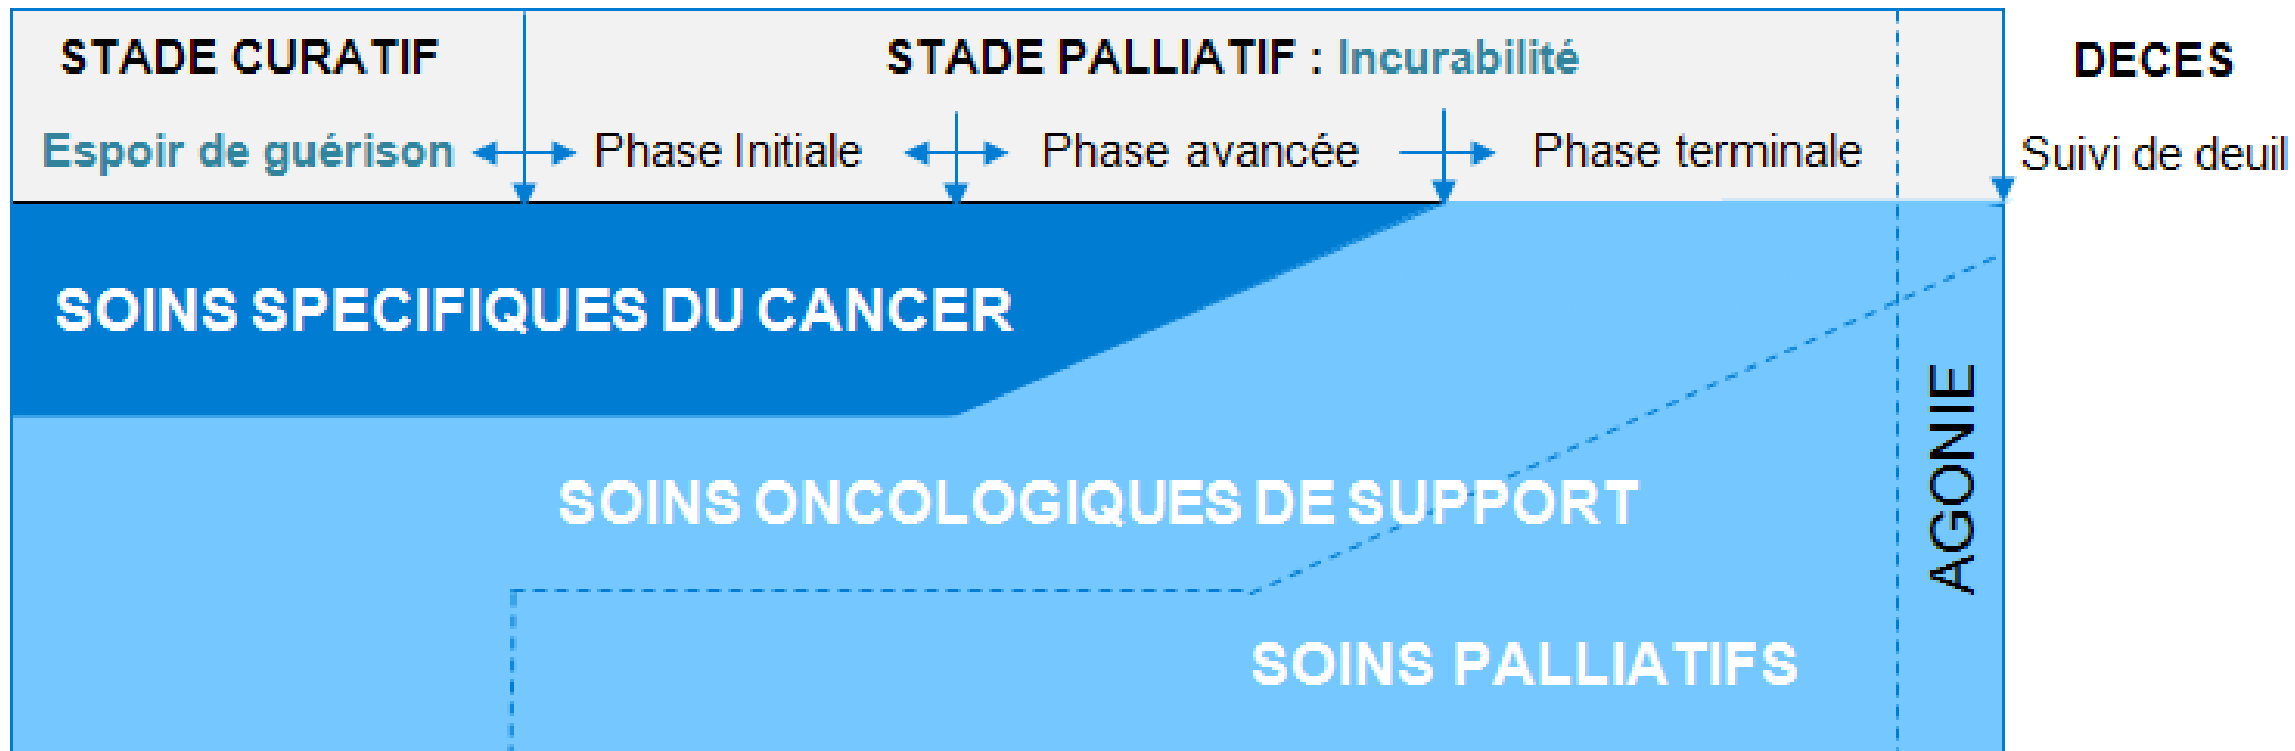 STADE CURATIF
STADE PALLIATIF : Incurabilité
DECES
Espoir de guérison
Phase Initiale
Phase avancée
Phase terminale
Suivi de deuil
SOINS SPECIFIQUES DU CANCER
SOINS ONCOLOGIQUES DE SUPPORT
AGONIE
SOINS PALLIATIFS